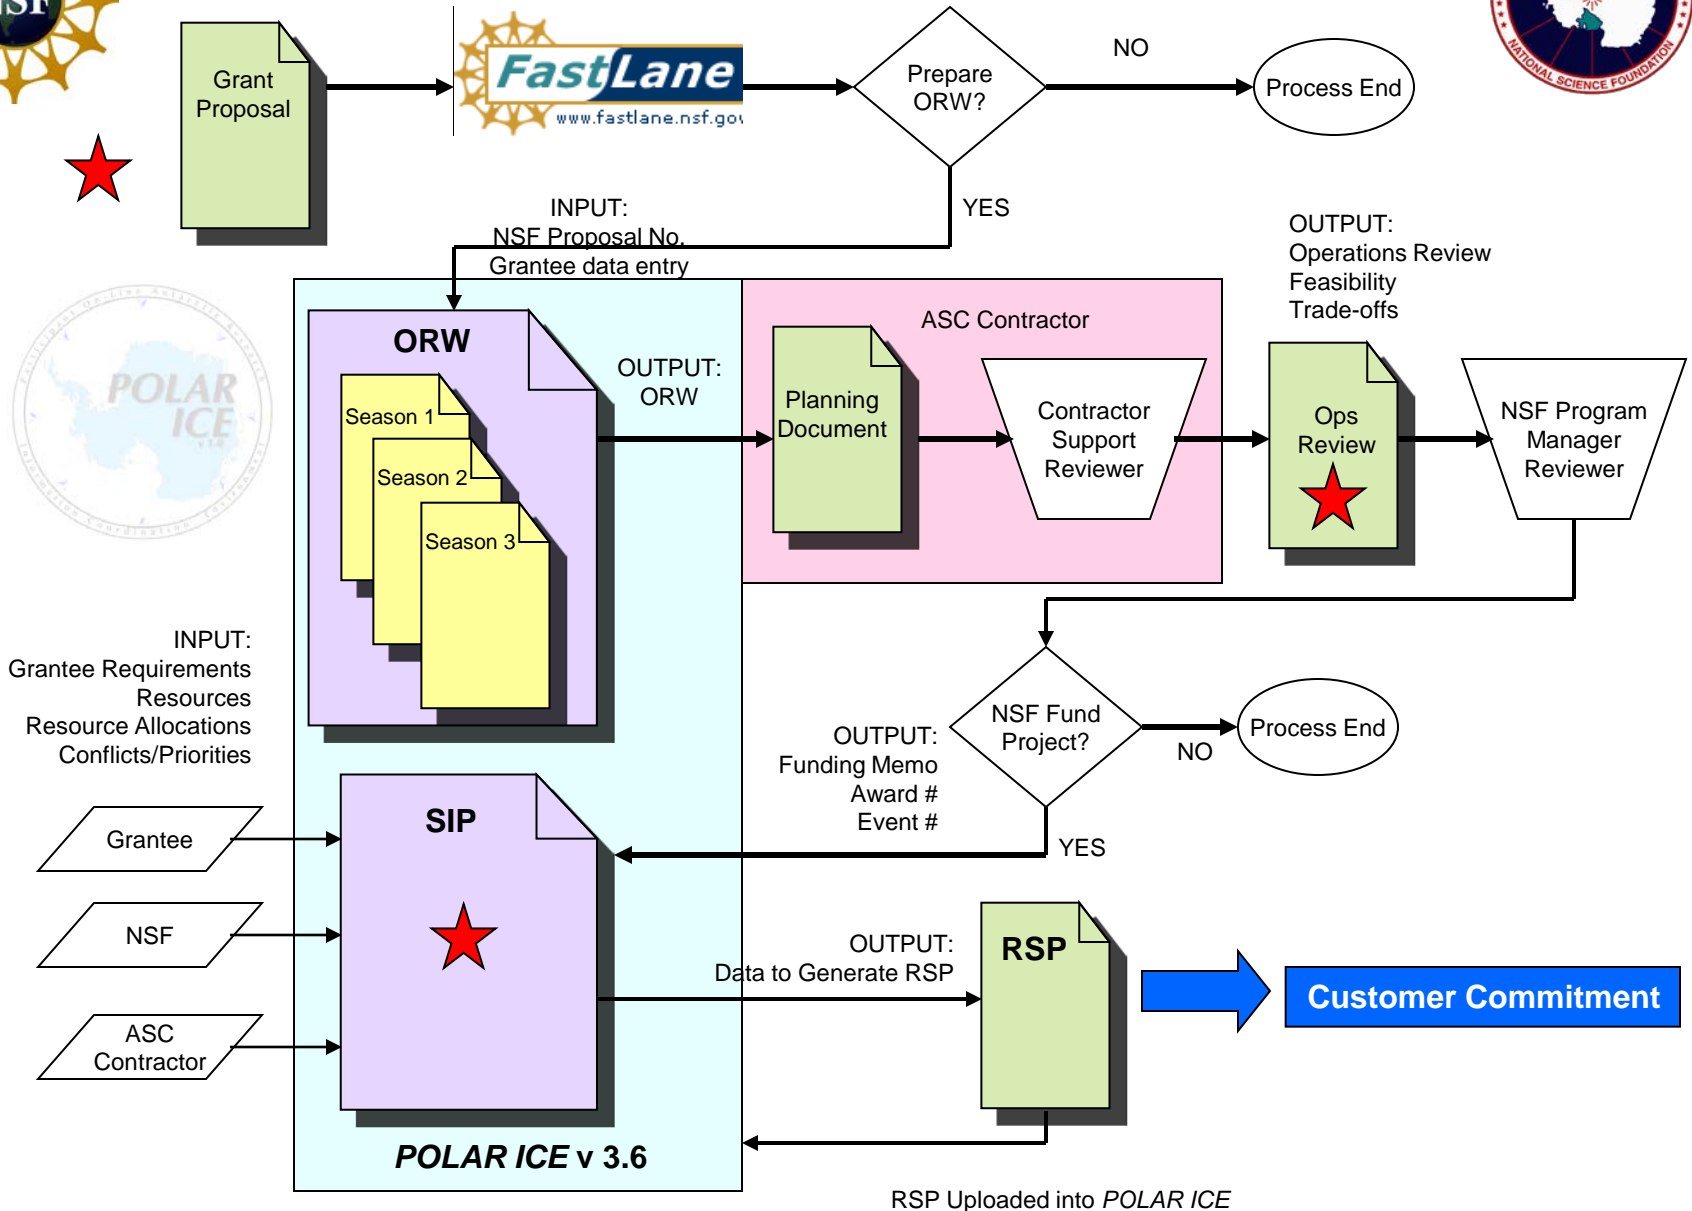 NSF
Grant
Proposal
FastLane
www.fastlane.nsf.gov
Prepare
ORW?
NO
Process End
NATIONAL SCIENCE FOUNDATION
YES
INPUT:
NSF Proposal No.
Grantee data entry
OUTPUT:
Operations Review
Feasibility
Trade-offs
POLAR
ICE
ORW
Season 1
Season 2
Season 3
OUTPUT:
ORW
ASC Contractor
Planning
Document
Contractor
Support
Reviewer
Ops
Review
NSF Program
Manager
Reviewer
INPUT:
Grantee Requirements
Resources
Resource Allocations
Conflicts/Priorities
NSF Fund
Project?
NO
Process End
OUTPUT:
Funding Memo
Award #
Event #
YES
Grantee
NSF
ASC
Contractor
SIP
OUTPUT:
Data to Generate RSP
RSP
Customer Commitment
POLAR ICE v 3.6
RSP Uploaded into POLAR ICE